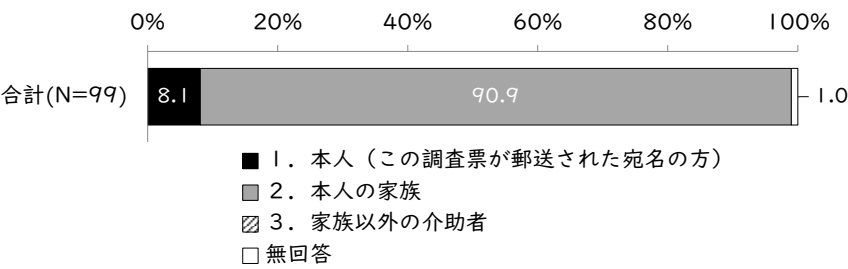 0% 20% 40% 60% 80% 100%
合計(N=99) 8.1 90.9 1.0
1．本人（この調査票が郵送された宛名の方）
2．本人の家族
3．家族以外の介助者
無回答